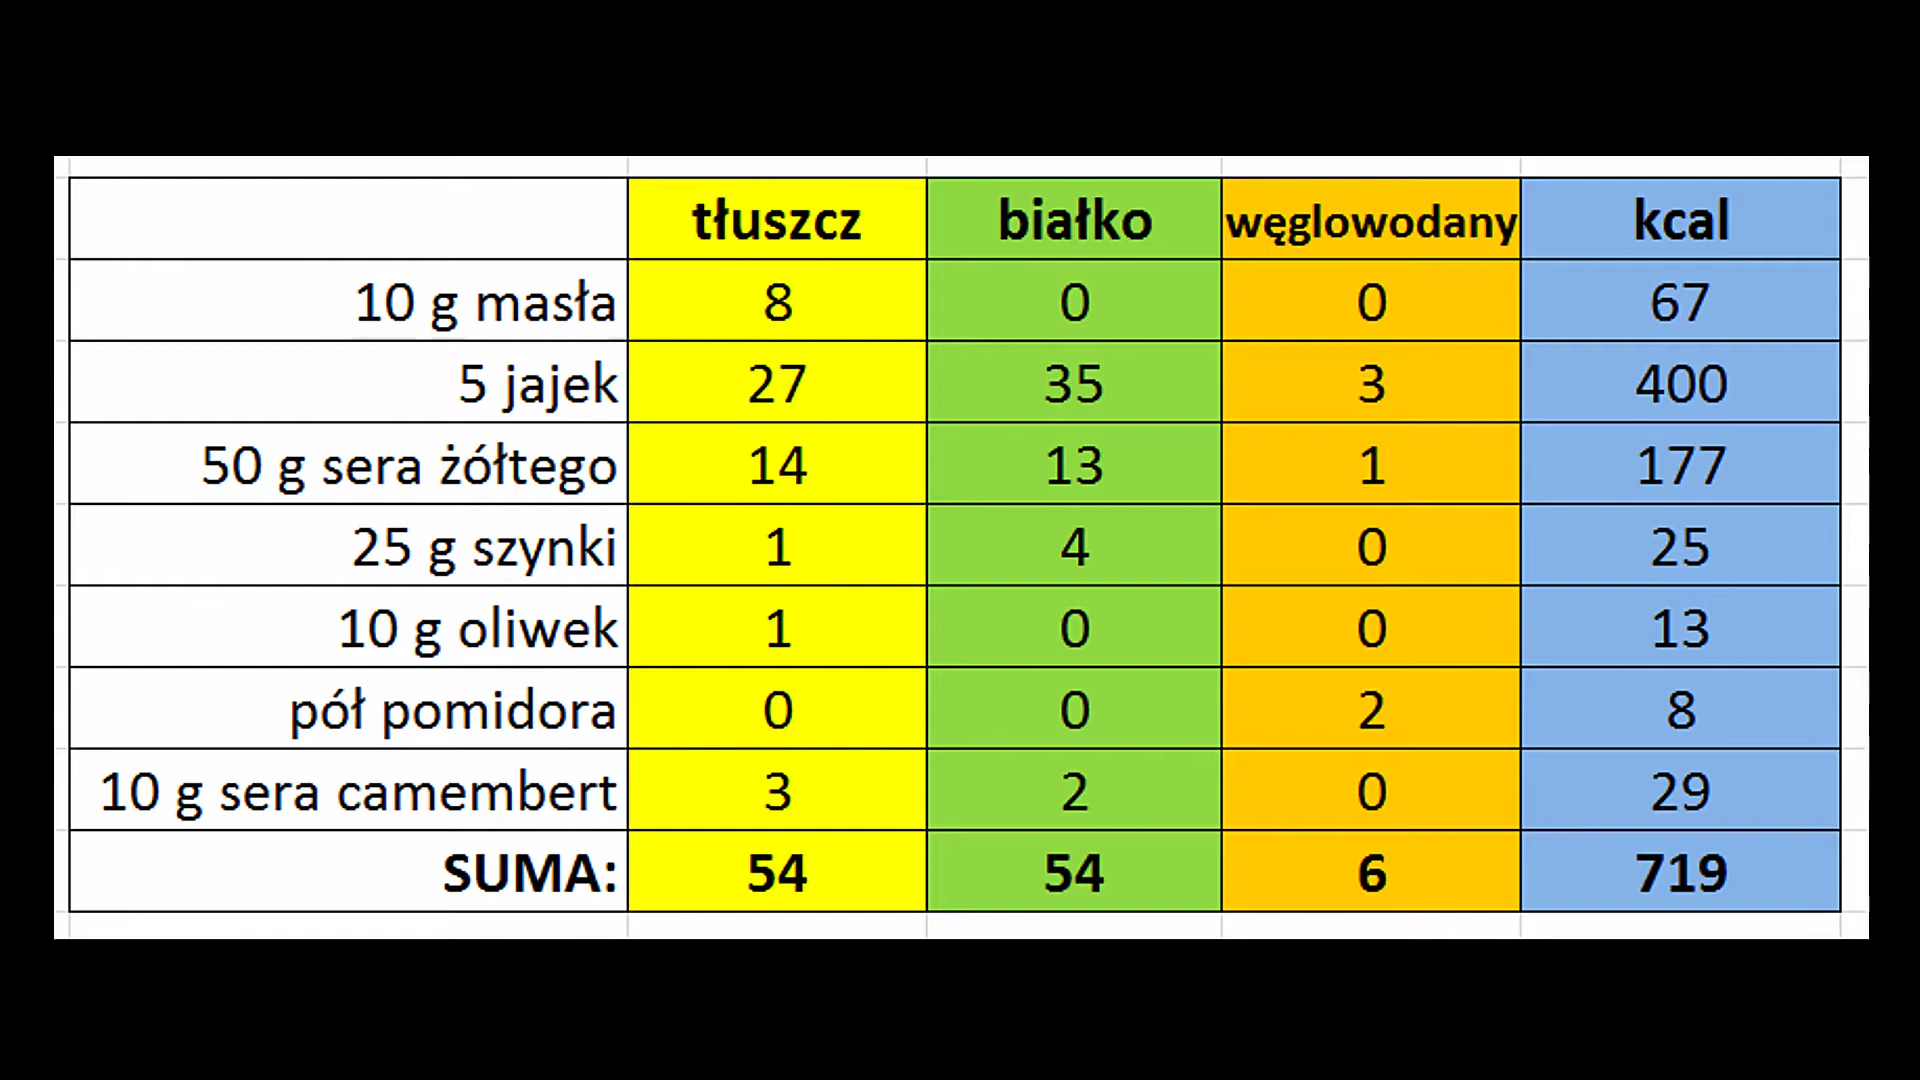 tłuszcz białko węglowodany kcal
10 g masła 8 0 0 67
5 jajek 27 35 3 400
50 g sera żółtego 14 13 1 177
25 g szynki 1 4 0 25
10 g oliwek 1 0 0 13
pół pomidora 0 0 2 8
10 g sera camembert 3 2 0 29
SUMA: 54 54 6 719